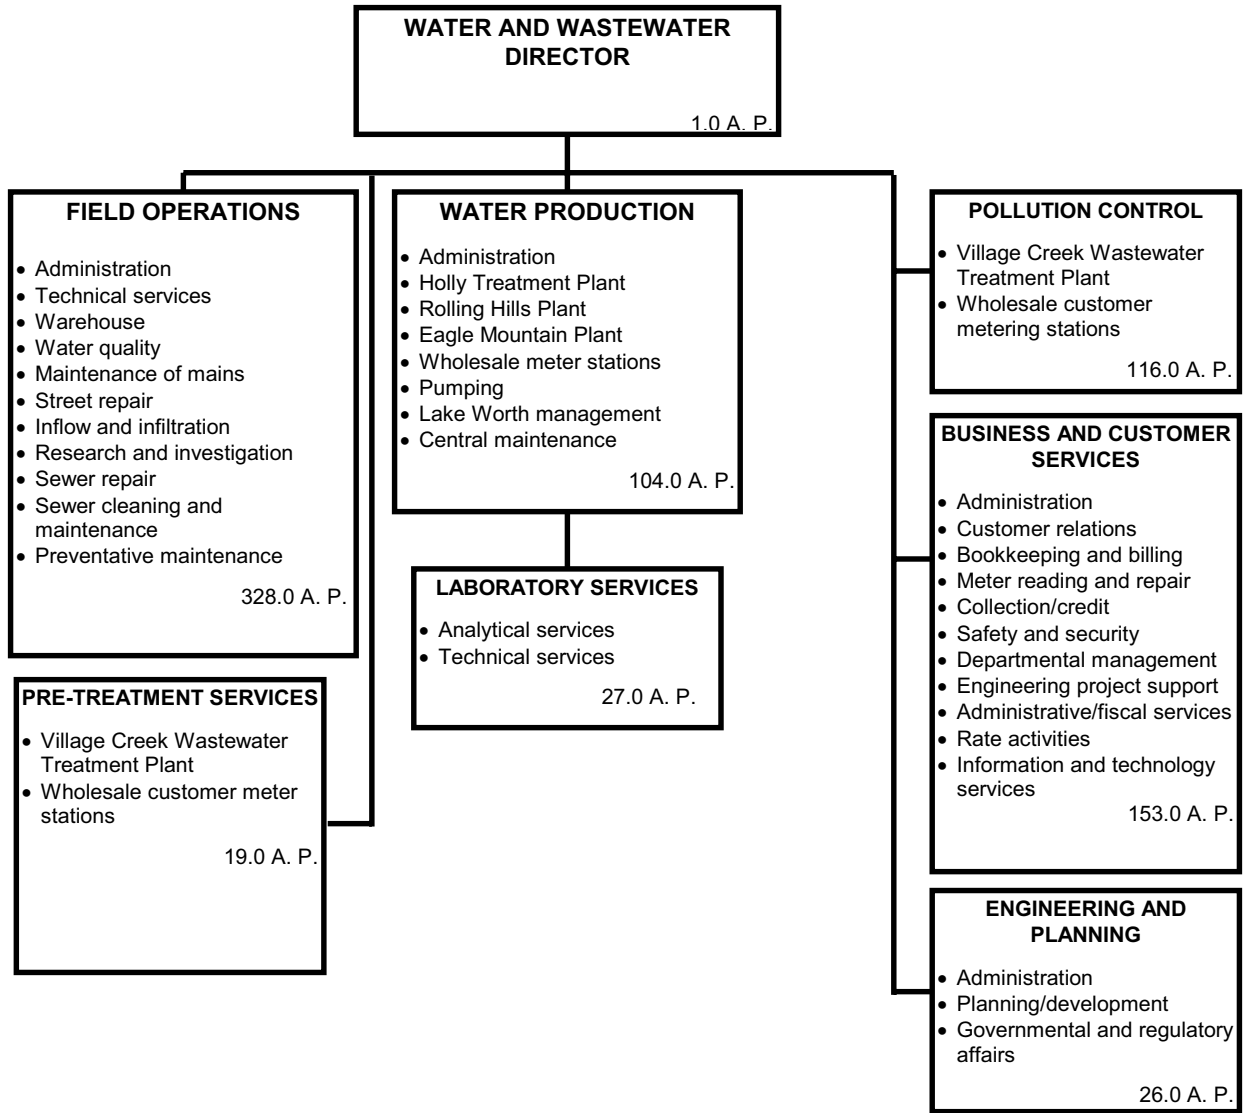 WATER AND WASTEWATER
DIRECTOR
1.0 A. P.
FIELD OPERATIONS
• Administration
• Technical services
• Warehouse
• Water quality
• Maintenance of mains
• Street repair
• Inflow and infiltration
• Research and investigation
• Sewer repair
• Sewer cleaning and
maintenance
• Preventative maintenance
328.0 A. P.
PRE-TREATMENT SERVICES
• Village Creek Wastewater
Treatment Plant
• Wholesale customer meter
stations
19.0 A. P.
WATER PRODUCTION
• Administration
• Holly Treatment Plant
• Rolling Hills Plant
• Eagle Mountain Plant
• Wholesale meter stations
• Pumping
• Lake Worth management
• Central maintenance
104.0 A. P.
LABORATORY SERVICES
• Analytical services
• Technical services
27.0 A. P.
POLLUTION CONTROL
• Village Creek Wastewater
Treatment Plant
• Wholesale customer
metering stations
116.0 A. P.
BUSINESS AND CUSTOMER
SERVICES
• Administration
• Customer relations
• Bookkeeping and billing
• Meter reading and repair
• Collection/credit
• Safety and security
• Departmental management
• Engineering project support
• Administrative/fiscal services
• Rate activities
• Information and technology
services
153.0 A. P.
ENGINEERING AND
PLANNING
• Administration
• Planning/development
• Governmental and regulatory
affairs
26.0 A. P.